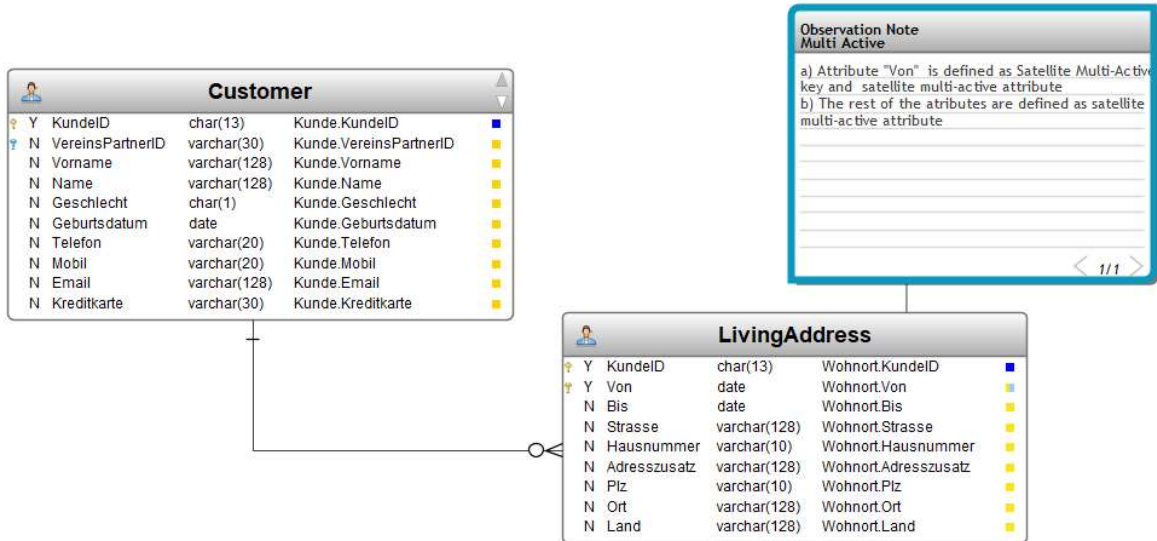 Observation Note
Multi Active
a) Attribute "Von" is defined as Satellite Multi-Active
key and satellite multi-active attribute
b) The rest of the atributes are defined as satellite
multi-active attribute
1/1
Customer
Y KundeID char(13) Kunde.KundeID
N VereinsPartnerID varchar(30) Kunde.VereinsPartnerID
N Vorname varchar(128) Kunde.Vorname
N Name varchar(128) Kunde.Name
N Geschlecht char(1) Kunde.Geschlecht
N Geburtsdatum date Kunde.Geburtsdatum
N Telefon varchar(20) Kunde.Telefon
N Mobil varchar(20) Kunde.Mobil
N Email varchar(128) Kunde.Email
N Kreditkarte varchar(30) Kunde.Kreditkarte
LivingAddress
Y KundeID char(13) Wohnort.KundeID
Y Von date Wohnort.Von
N Bis date Wohnort.Bis
N Strasse varchar(128) Wohnort.Strasse
N Hausnummer varchar(10) Wohnort.Hausnummer
N Adresszusatz varchar(128) Wohnort.Adresszusatz
N Plz varchar(10) Wohnort.Plz
N Ort varchar(128) Wohnort.Ort
N Land varchar(128) Wohnort.Land